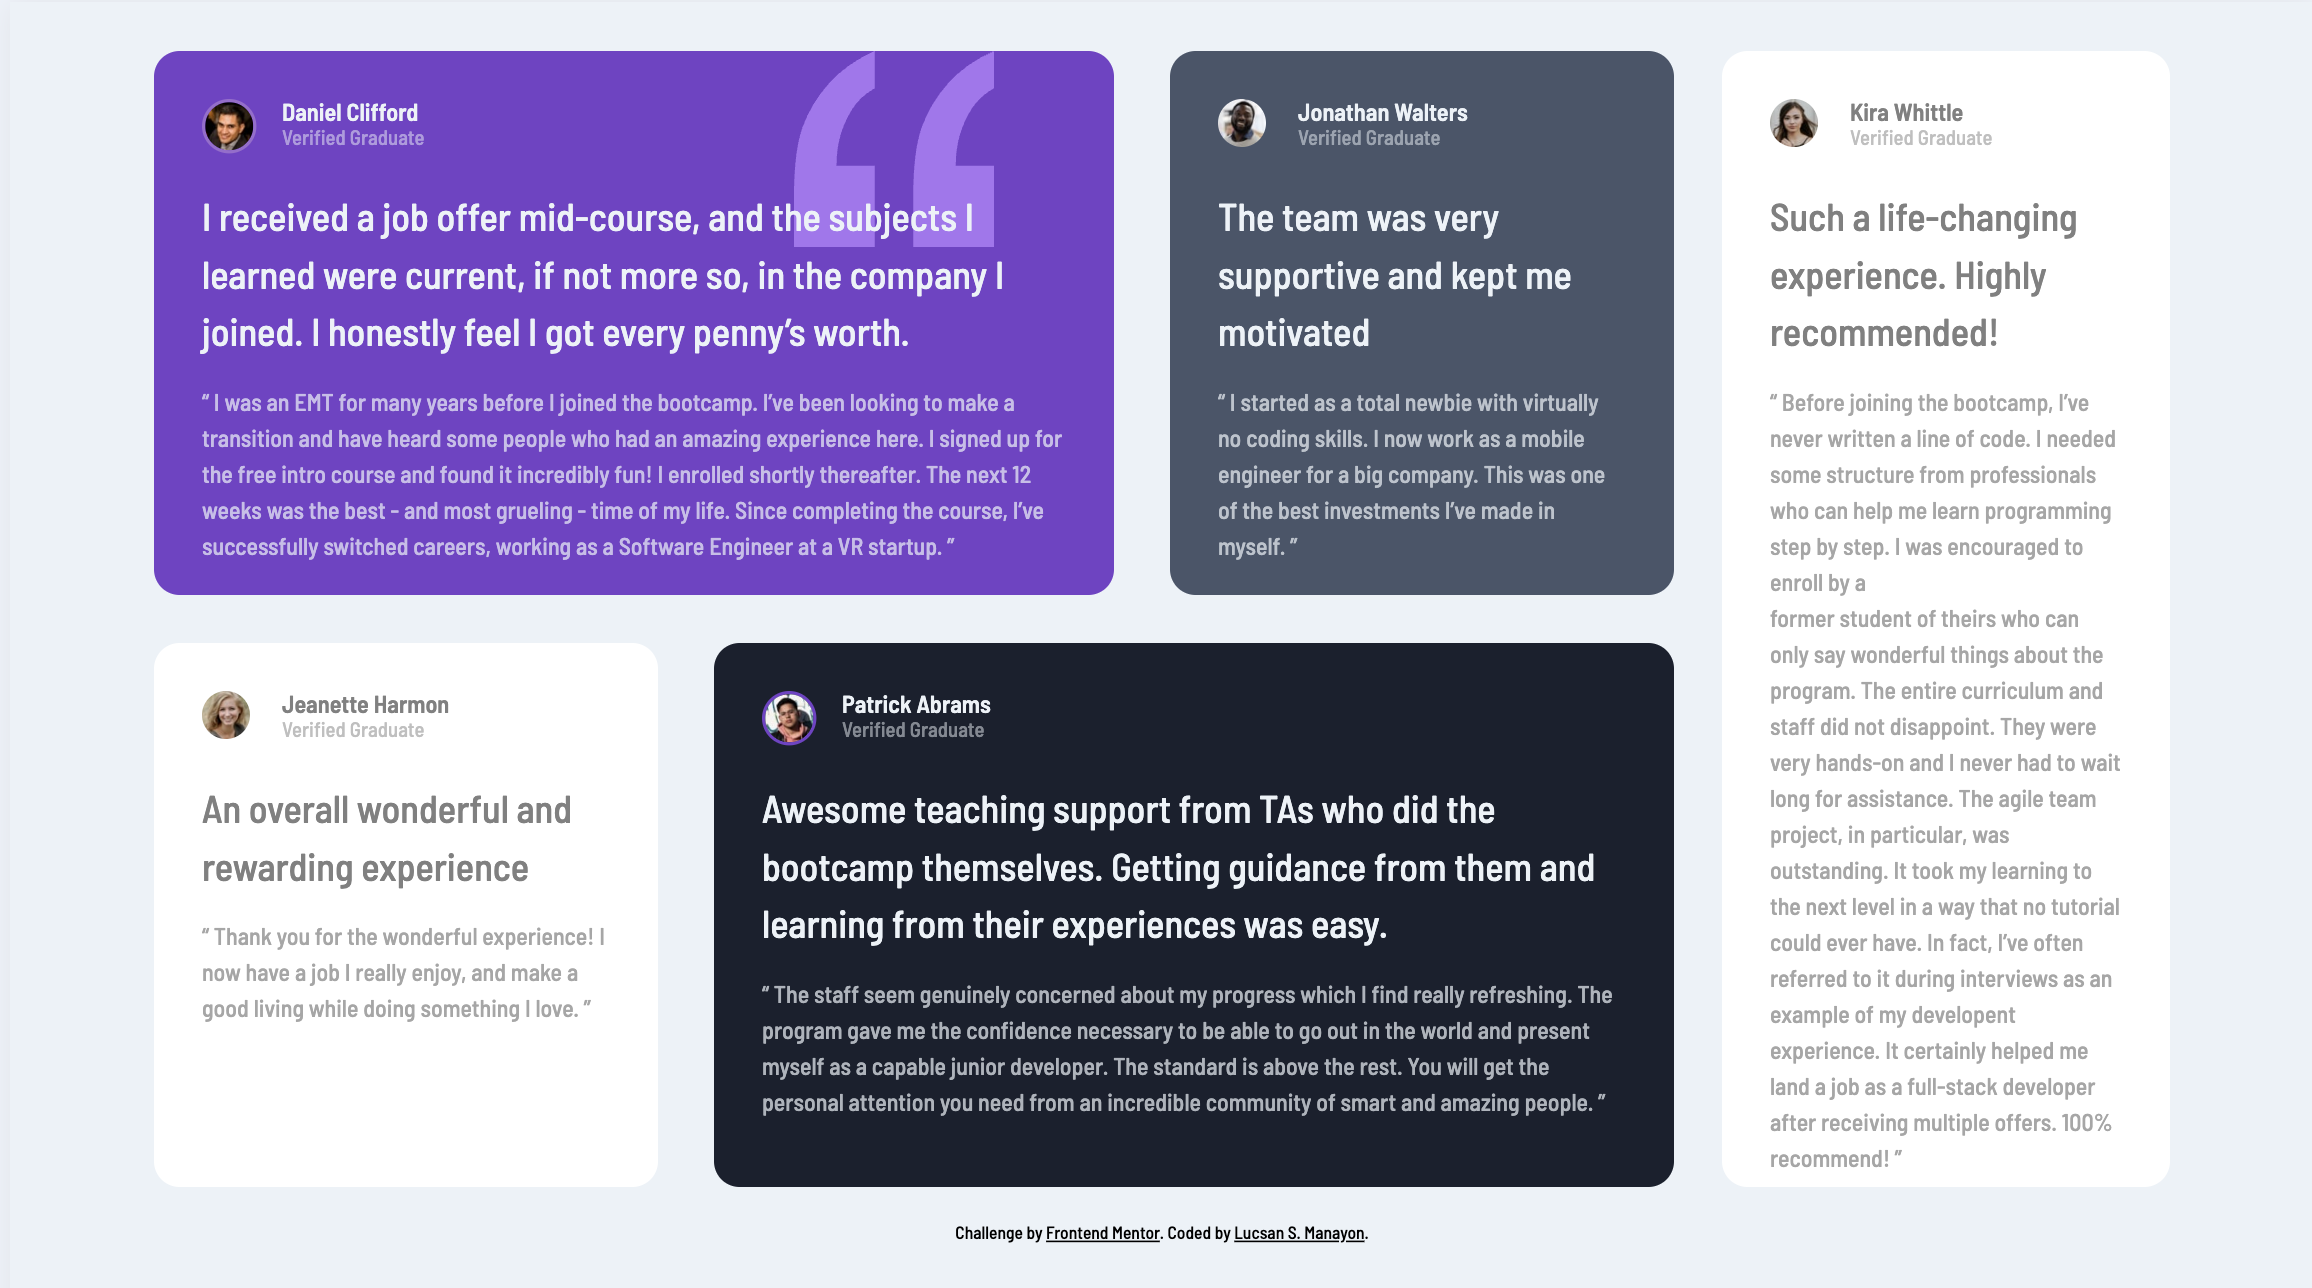 Daniel Clifford
Verified Graduate
I received a job offer mid-course, and the subjects I
learned were current, if not more so, in the company I
joined. I honestly feel I got every penny’s worth.
“ I was an EMT for many years before I joined the bootcamp. I’ve been looking to make a
transition and have heard some people who had an amazing experience here. I signed up for
the free intro course and found it incredibly fun! I enrolled shortly thereafter. The next 12
weeks was the best - and most grueling - time of my life. Since completing the course, I’ve
successfully switched careers, working as a Software Engineer at a VR startup. ”
Jonathan Walters
Verified Graduate
The team was very
supportive and kept me
motivated
“ I started as a total newbie with virtually
no coding skills. I now work as a mobile
engineer for a big company. This was one
of the best investments I’ve made in
myself. ”
Kira Whittle
Verified Graduate
Such a life-changing
experience. Highly
recommended!
“ Before joining the bootcamp, I’ve
never written a line of code. I needed
some structure from professionals
who can help me learn programming
step by step. I was encouraged to
enroll by a
former student of theirs who can
only say wonderful things about the
program. The entire curriculum and
staff did not disappoint. They were
very hands-on and I never had to wait
long for assistance. The agile team
project, in particular, was
outstanding. It took my learning to
the next level in a way that no tutorial
could ever have. In fact, I’ve often
referred to it during interviews as an
example of my developent
experience. It certainly helped me
land a job as a full-stack developer
after receiving multiple offers. 100%
recommend! ”
Jeanette Harmon
Verified Graduate
An overall wonderful and
rewarding experience
“ Thank you for the wonderful experience! I
now have a job I really enjoy, and make a
good living while doing something I love. ”
Patrick Abrams
Verified Graduate
Awesome teaching support from TAs who did the
bootcamp themselves. Getting guidance from them and
learning from their experiences was easy.
“ The staff seem genuinely concerned about my progress which I find really refreshing. The
program gave me the confidence necessary to be able to go out in the world and present
myself as a capable junior developer. The standard is above the rest. You will get the
personal attention you need from an incredible community of smart and amazing people. ”
Challenge by Frontend Mentor. Coded by Lucsan S. Manayon.